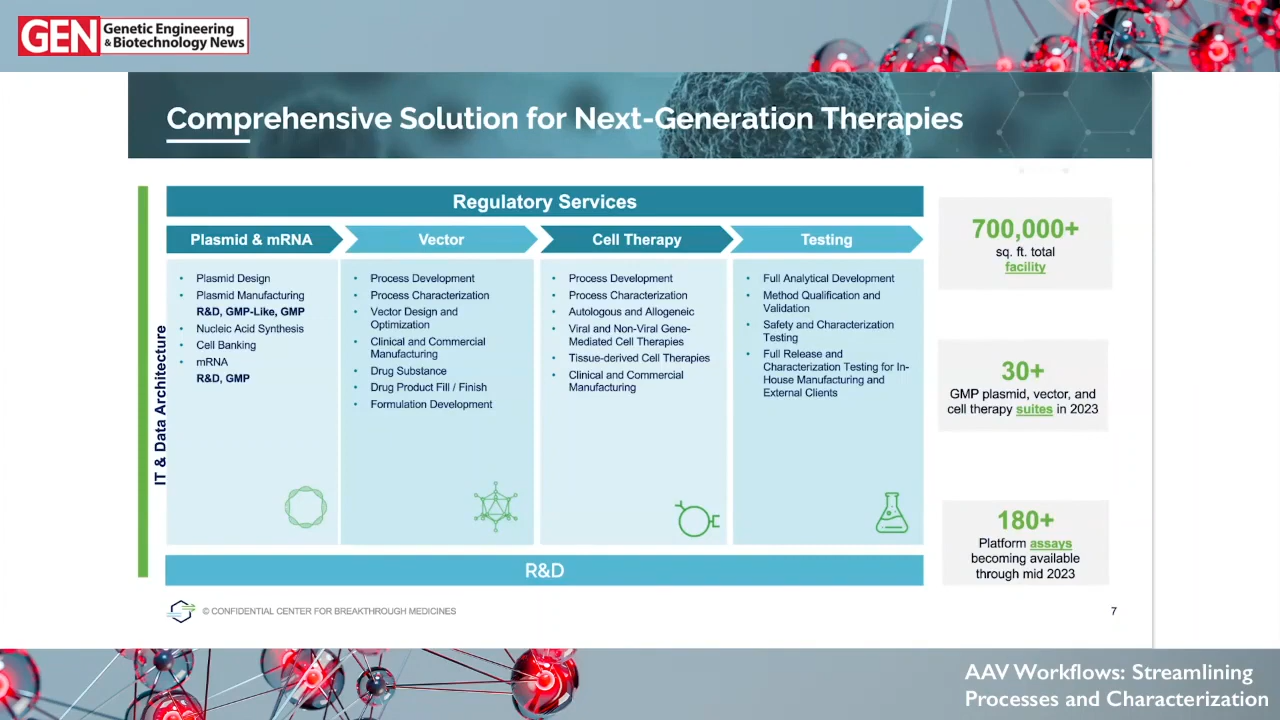 GEN Genetic Engineering
& Biotechnology News
Comprehensive Solution for Next-Generation Therapies
IT & Data Architecture
Regulatory Services
Plasmid & mRNA
• Plasmid Design
• Plasmid Manufacturing
R&D, GMP-Like, GMP
• Nucleic Acid Synthesis
• Cell Banking
• mRNA
R&D, GMP
Vector
• Process Development
• Process Characterization
• Vector Design and
Optimization
• Clinical and Commercial
Manufacturing
• Drug Substance
• Drug Product Fill / Finish
• Formulation Development
Cell Therapy
• Process Development
• Process Characterization
• Autologous and Allogeneic
• Viral and Non-Viral Gene-
Mediated Cell Therapies
• Tissue-derived Cell Therapies
• Clinical and Commercial
Manufacturing
Testing
• Full Analytical Development
• Method Qualification and
Validation
• Safety and Characterization
Testing
• Full Release and
Characterization Testing for In-
House Manufacturing and
External Clients
R&D
700,000+
sq. ft. total
facility
30+
GMP plasmid, vector, and
cell therapy suites in 2023
180+
Platform assays
becoming available
through mid 2023
© CONFIDENTIAL CENTER FOR BREAKTHROUGH MEDICINES
7
AAV Workflows: Streamlining
Processes and Characterization